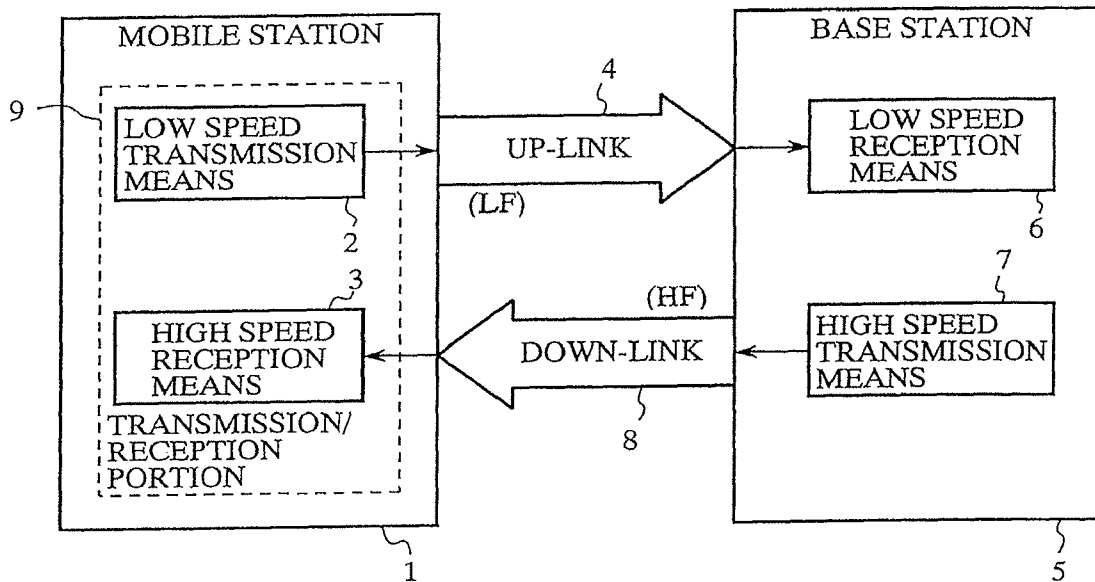 MOBILE STATION
9
LOW SPEED
TRANSMISSION
MEANS
2
3
HIGH SPEED
RECEPTION
MEANS
TRANSMISSION/
RECEPTION
PORTION
1
4
UP-LINK
(LF)
(HF)
DOWN-LINK
8
BASE STATION
LOW SPEED
RECEPTION
MEANS
6
7
HIGH SPEED
TRANSMISSION
MEANS
5